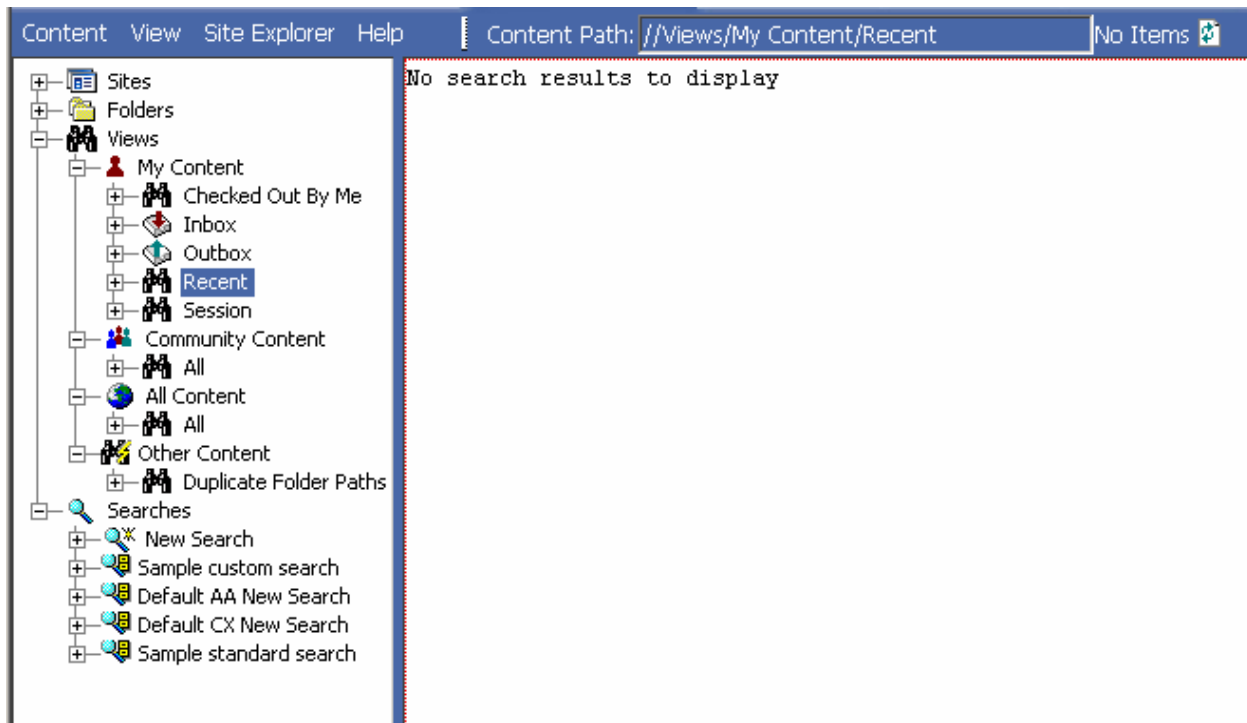 Content View Site Explorer Help Content Path: //Views/My Content/Recent No Items
Sites
Folders
Views
My Content
Checked Out By Me
Inbox
Outbox
Recent
Session
Community Content
All
All Content
All
Other Content
Duplicate Folder Paths
Searches
New Search
Sample custom search
Default AA New Search
Default CX New Search
Sample standard search
No search results to display